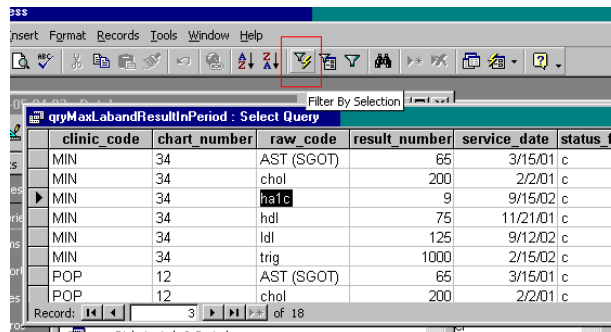 ess
nsert Format Records Tools Window Help
ABC
Filter By Selection
qryMaxLabandResultInPeriod : Select Query
clinic_code chart_number raw_code result_number service_date status_f
MIN 34 AST (SGOT) 65 3/15/01 c
MIN 34 chol 200 2/2/01 c
MIN 34 ha1c 9 9/15/02 c
MIN 34 hdl 75 11/21/01 c
MIN 34 ldl 125 9/12/02 c
MIN 34 trig 1000 2/15/02 c
POP 12 AST (SGOT) 65 3/15/01 c
POP 12 chol 200 2/2/01 c
Record: 3 of 18